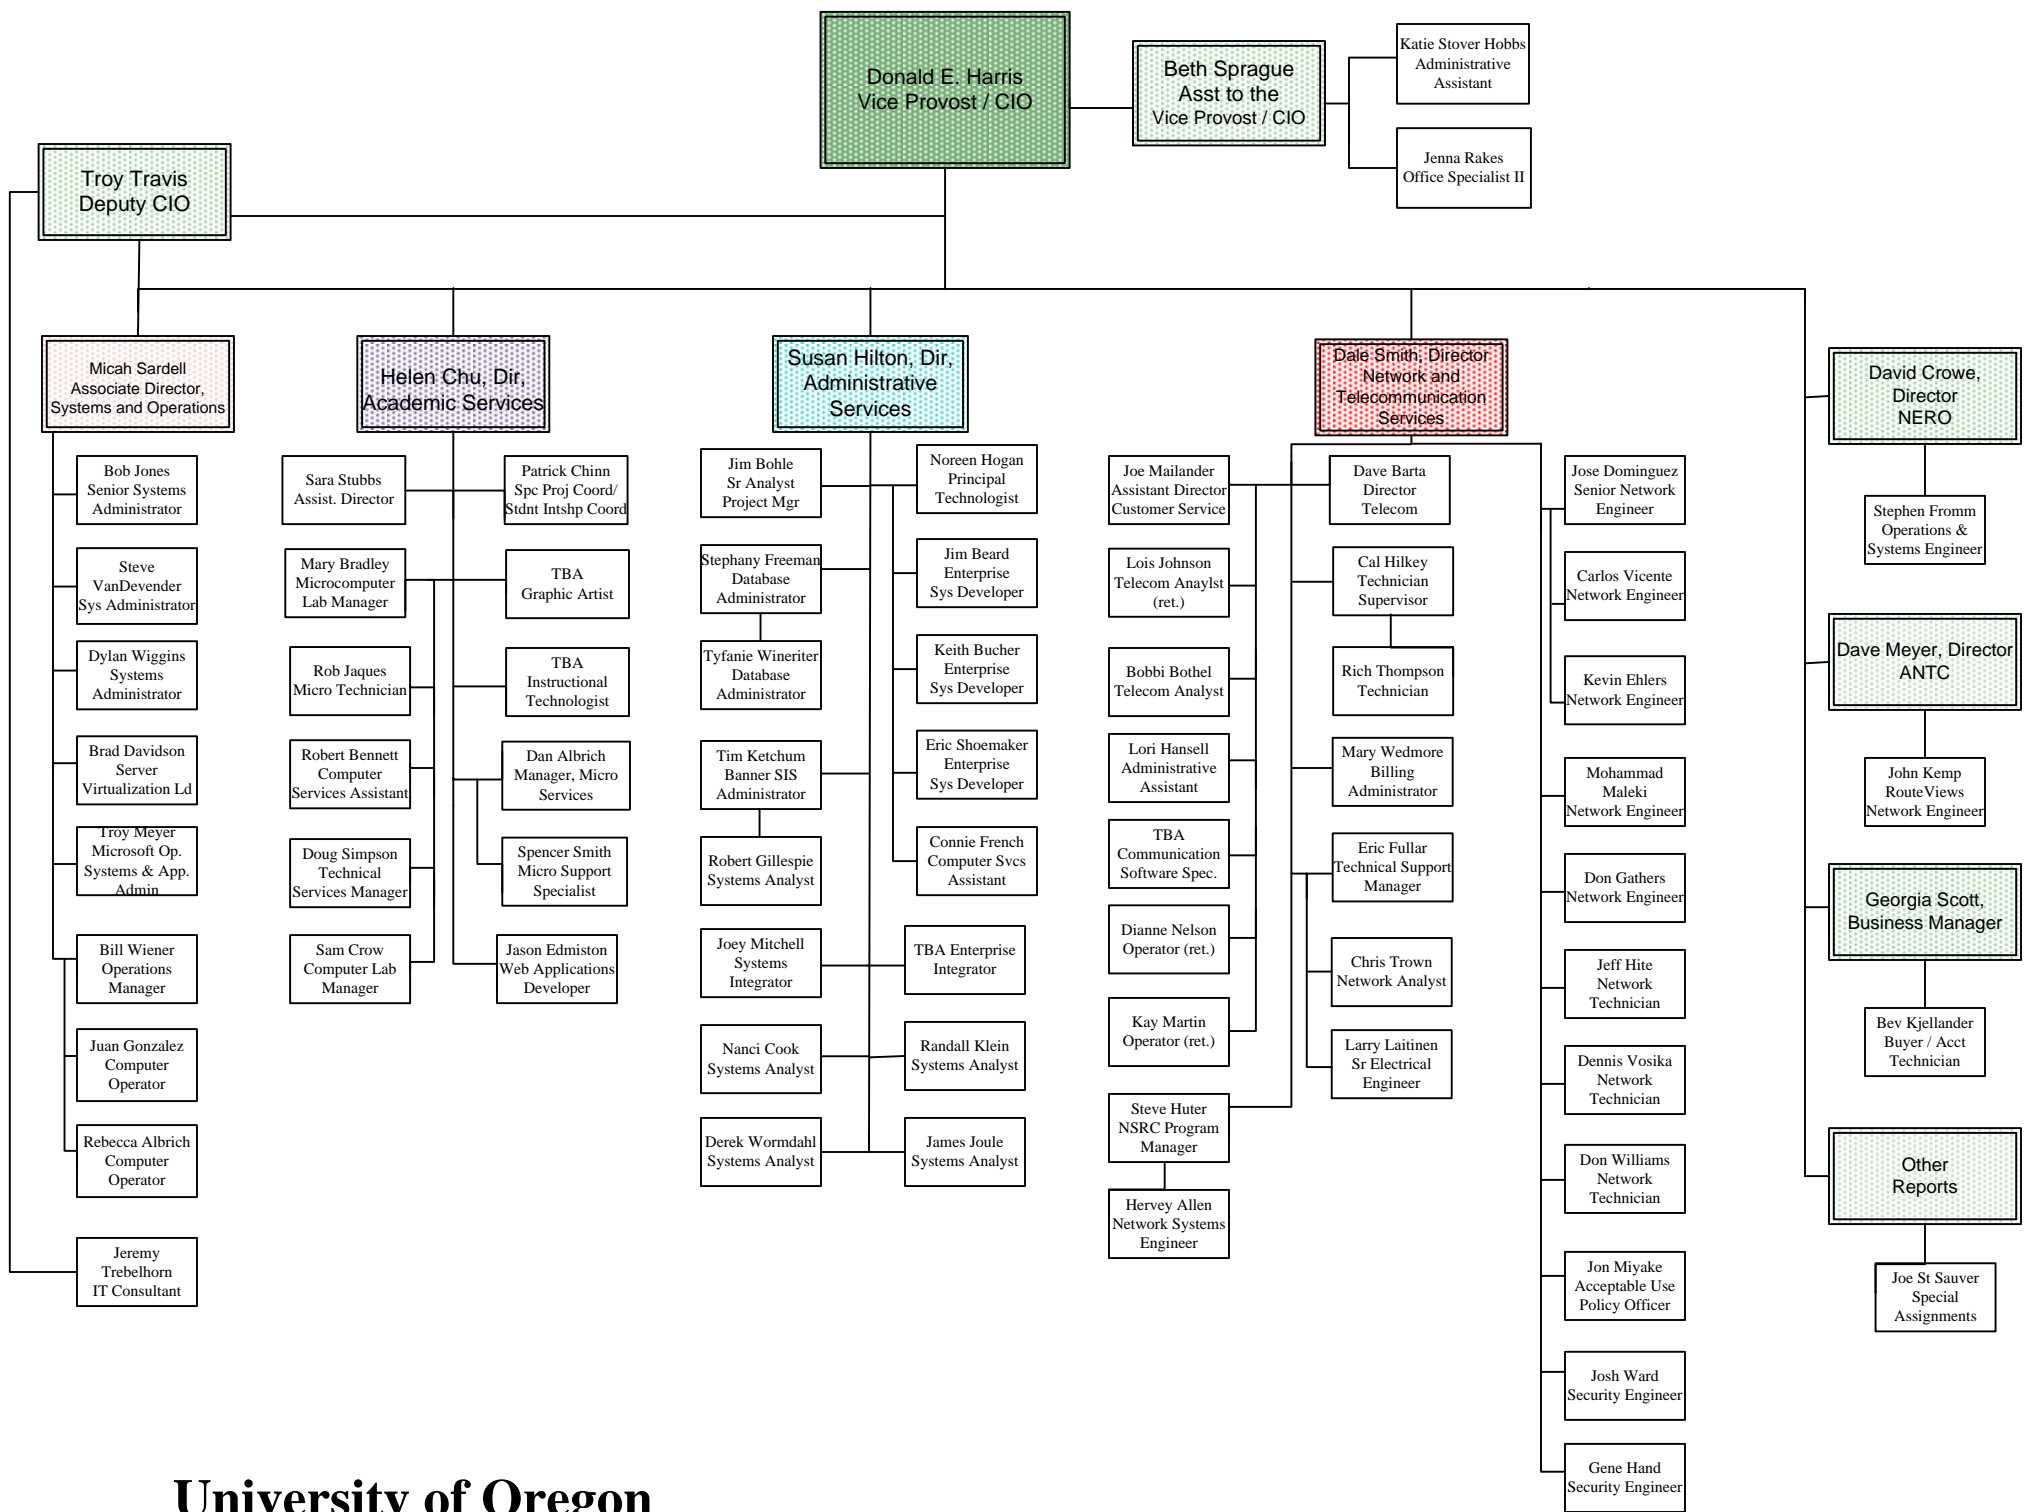 Donald E. Harris
Vice Provost / CIO
Beth Sprague
Asst to the
Vice Provost / CIO
Katie Stover Hobbs
Administrative
Assistant
Jenna Rakes
Office Specialist II
Troy Travis
Deputy CIO
Micah Sardell
Associate Director,
Systems and Operations
Bob Jones
Senior Systems
Administrator
Steve
VanDevender
Sys Administrator
Dylan Wiggins
Systems
Administrator
Brad Davidson
Server
Virtualization Ld
Troy Meyer
Microsoft Op.
Systems & App.
Admin
Bill Wiener
Operations
Manager
Juan Gonzalez
Computer
Operator
Rebecca Albrich
Computer
Operator
Jeremy
Trebelhorn
IT Consultant
Helen Chu, Dir,
Academic Services
Sara Stubbs
Assist. Director
Patrick Chinn
Spc Proj Coord/
Stdnt Intshp Coord
Mary Bradley
Microcomputer
Lab Manager
TBA
Graphic Artist
Rob Jaques
Micro Technician
TBA
Instructional
Technologist
Robert Bennett
Computer
Services Assistant
Dan Albrich
Manager, Micro
Services
Doug Simpson
Technical
Services Manager
Spencer Smith
Micro Support
Specialist
Sam Crow
Computer Lab
Manager
Jason Edmiston
Web Applications
Developer
Susan Hilton, Dir,
Administrative
Services
Jim Bohle
Sr Analyst
Project Mgr
Noreen Hogan
Principal
Technologist
Stephany Freeman
Database
Administrator
Jim Beard
Enterprise
Sys Developer
Tyfanie Wineriter
Database
Administrator
Keith Bucher
Enterprise
Sys Developer
Tim Ketchum
Banner SIS
Administrator
Eric Shoemaker
Enterprise
Sys Developer
Robert Gillespie
Systems Analyst
Connie French
Computer Svcs
Assistant
Joey Mitchell
Systems
Integrator
TBA Enterprise
Integrator
Nanci Cook
Systems Analyst
Randall Klein
Systems Analyst
Derek Wormdahl
Systems Analyst
James Joule
Systems Analyst
Dale Smith, Director
Network and
Telecommunication
Services
Joe Mailander
Assistant Director
Customer Service
Lois Johnson
Telecom Anaylst
(ret.)
Bobbi Bothel
Telecom Analyst
Lori Hansell
Administrative
Assistant
TBA
Communication
Software Spec.
Dianne Nelson
Operator (ret.)
Kay Martin
Operator (ret.)
Steve Huter
NSRC Program
Manager
Hervey Allen
Network Systems
Engineer
Dave Barta
Director
Telecom
Cal Hilkey
Technician
Supervisor
Rich Thompson
Technician
Mary Wedmore
Billing
Administrator
Eric Fullar
Technical Support
Manager
Chris Trown
Network Analyst
Larry Laitinen
Sr Electrical
Engineer
Jose Dominguez
Senior Network
Engineer
Carlos Vicente
Network Engineer
Kevin Ehlers
Network Engineer
Mohammad
Maleki
Network Engineer
Don Gathers
Network Engineer
Jeff Hite
Network
Technician
Dennis Vosika
Network
Technician
Don Williams
Network
Technician
Jon Miyake
Acceptable Use
Policy Officer
Josh Ward
Security Engineer
Gene Hand
Security Engineer
David Crowe,
Director
NERO
Stephen Fromm
Operations &
Systems Engineer
Dave Meyer, Director
ANTC
John Kemp
RouteViews
Network Engineer
Georgia Scott,
Business Manager
Bev Kjellander
Buyer / Acct
Technician
Other
Reports
Joe St Sauver
Special
Assignments
University of Oregon